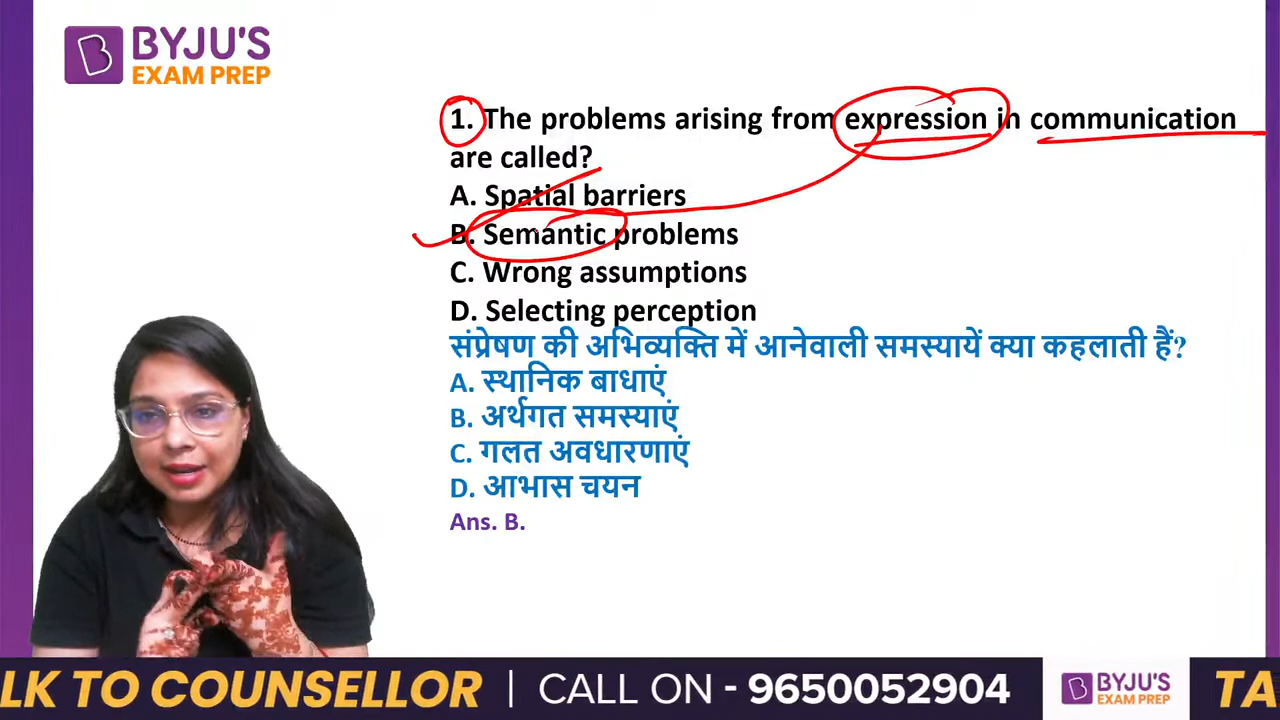 BYJU'S
EXAM PREP
1. The problems arising from expression in communication
are called?
A. Spatial barriers
B. Semantic problems
C. Wrong assumptions
D. Selecting perception
संप्रेषण की अभिव्यक्ति में आनेवाली समस्यायें क्या कहलाती हैं?
A. स्थानिक बाधाएं
B. अर्थगत समस्याएं
C. गलत अवधारणाएं
D. आभास चयन
Ans. B.
LK TO COUNSELLOR | CALL ON - 9650052904
BYJU'S
EXAM PREP
TA